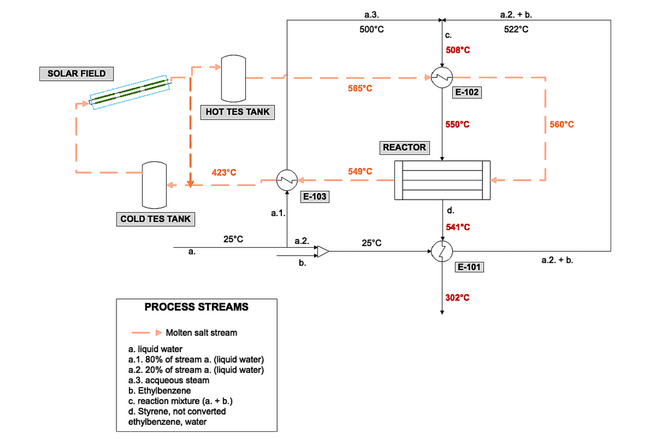 a.3.
a.2. + b.
500°C
522°C
c.
508°C
SOLAR FIELD
565°C
E-102
HOT TES TANK
550°C
560°C
REACTOR
423°C
549°C
E-103
COLD TES TANK
a.1.
d.
541°C
25°C
a.2.
25°C
a.
b.
E-101
a.2. + b.
302°C
PROCESS STREAMS
Molten salt stream
a. liquid water
a.1. 80% of stream a. (liquid water)
a.2. 20% of stream a. (liquid water)
a.3. acqueous steam
b. Ethylbenzene
c. reaction mixture (a. + b.)
d. Styrene, not converted
ethylbenzene, water